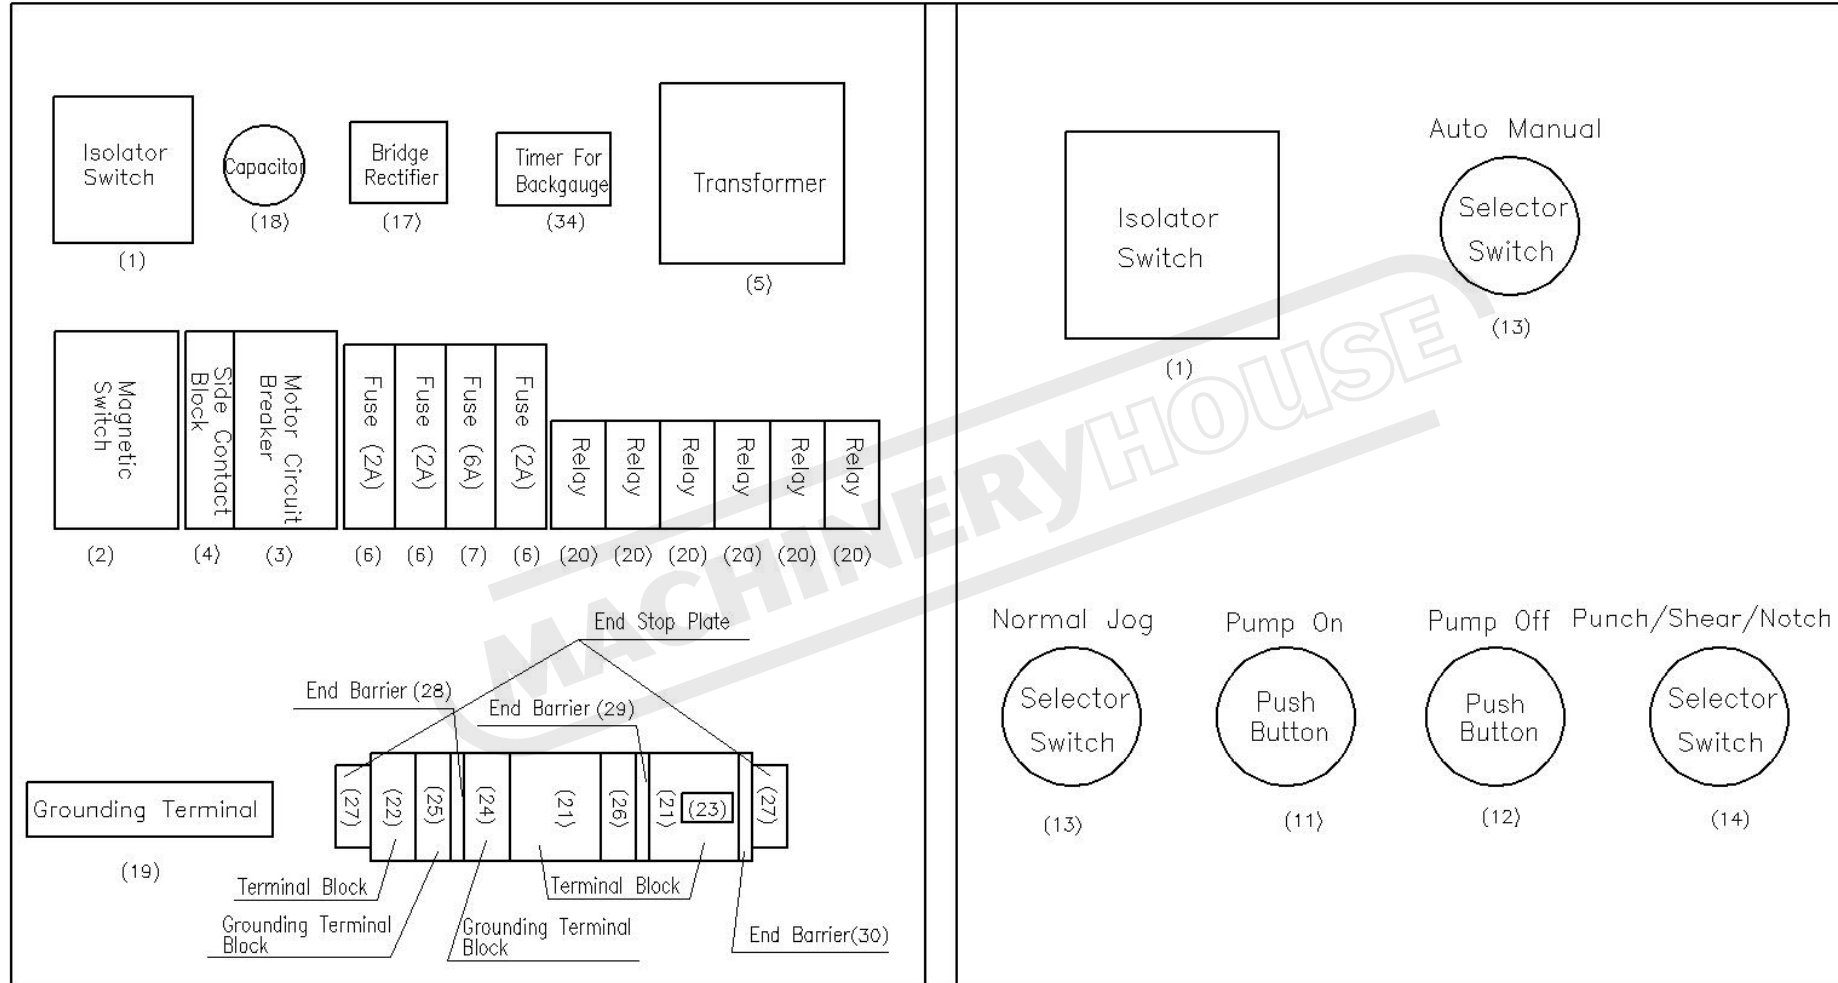 Isolator
Switch
(1)
Capacitor
(18)
Bridge
Rectifier
(17)
Timer For
Backgauge
(34)
Transformer
(5)
Magnetic
Switch
(2)
Side Contact
Block
(4)
Motor Circuit
Breaker
(3)
Fuse (2A)
(6)
Fuse (2A)
(6)
Fuse (6A)
(7)
Fuse (2A)
(6)
Relay
(20)
Relay
(20)
Relay
(20)
Relay
(20)
Relay
(20)
Relay
(20)
End Stop Plate
End Barrier (28)
End Barrier (29)
(27)
(22)
(25)
(24)
(21)
(26)
(21)
(23)
(27)
Grounding Terminal
(19)
Terminal Block
Terminal Block
Grounding Terminal
Block
Grounding Terminal
Block
End Barrier(30)
Isolator
Switch
(1)
Auto Manual
Selector
Switch
(13)
Normal Jog
Selector
Switch
(13)
Pump On
Push
Button
(11)
Pump Off
Push
Button
(12)
Punch/Shear/Notch
Selector
Switch
(14)
MACHINERYHOUSE